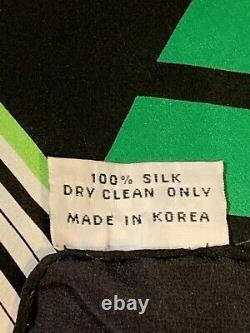 100% SILK
DRY CLEAN ONLY
MADE IN KOREA